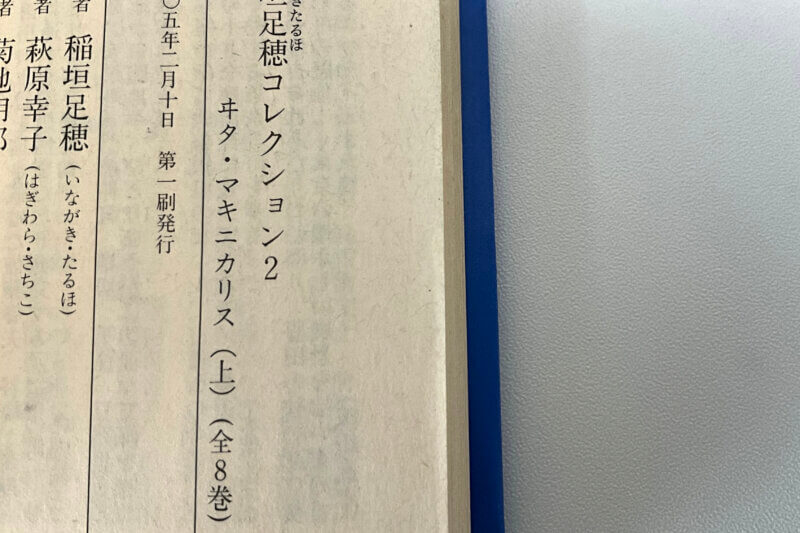 足穂コレクション2
たるほ
ヰタ・マキニカリス(上)(全8巻)
五年二月十日 第一刷発行
者 稲垣足穂(いながき・たるほ)
者 萩原幸子(はぎわら・さちこ)
者